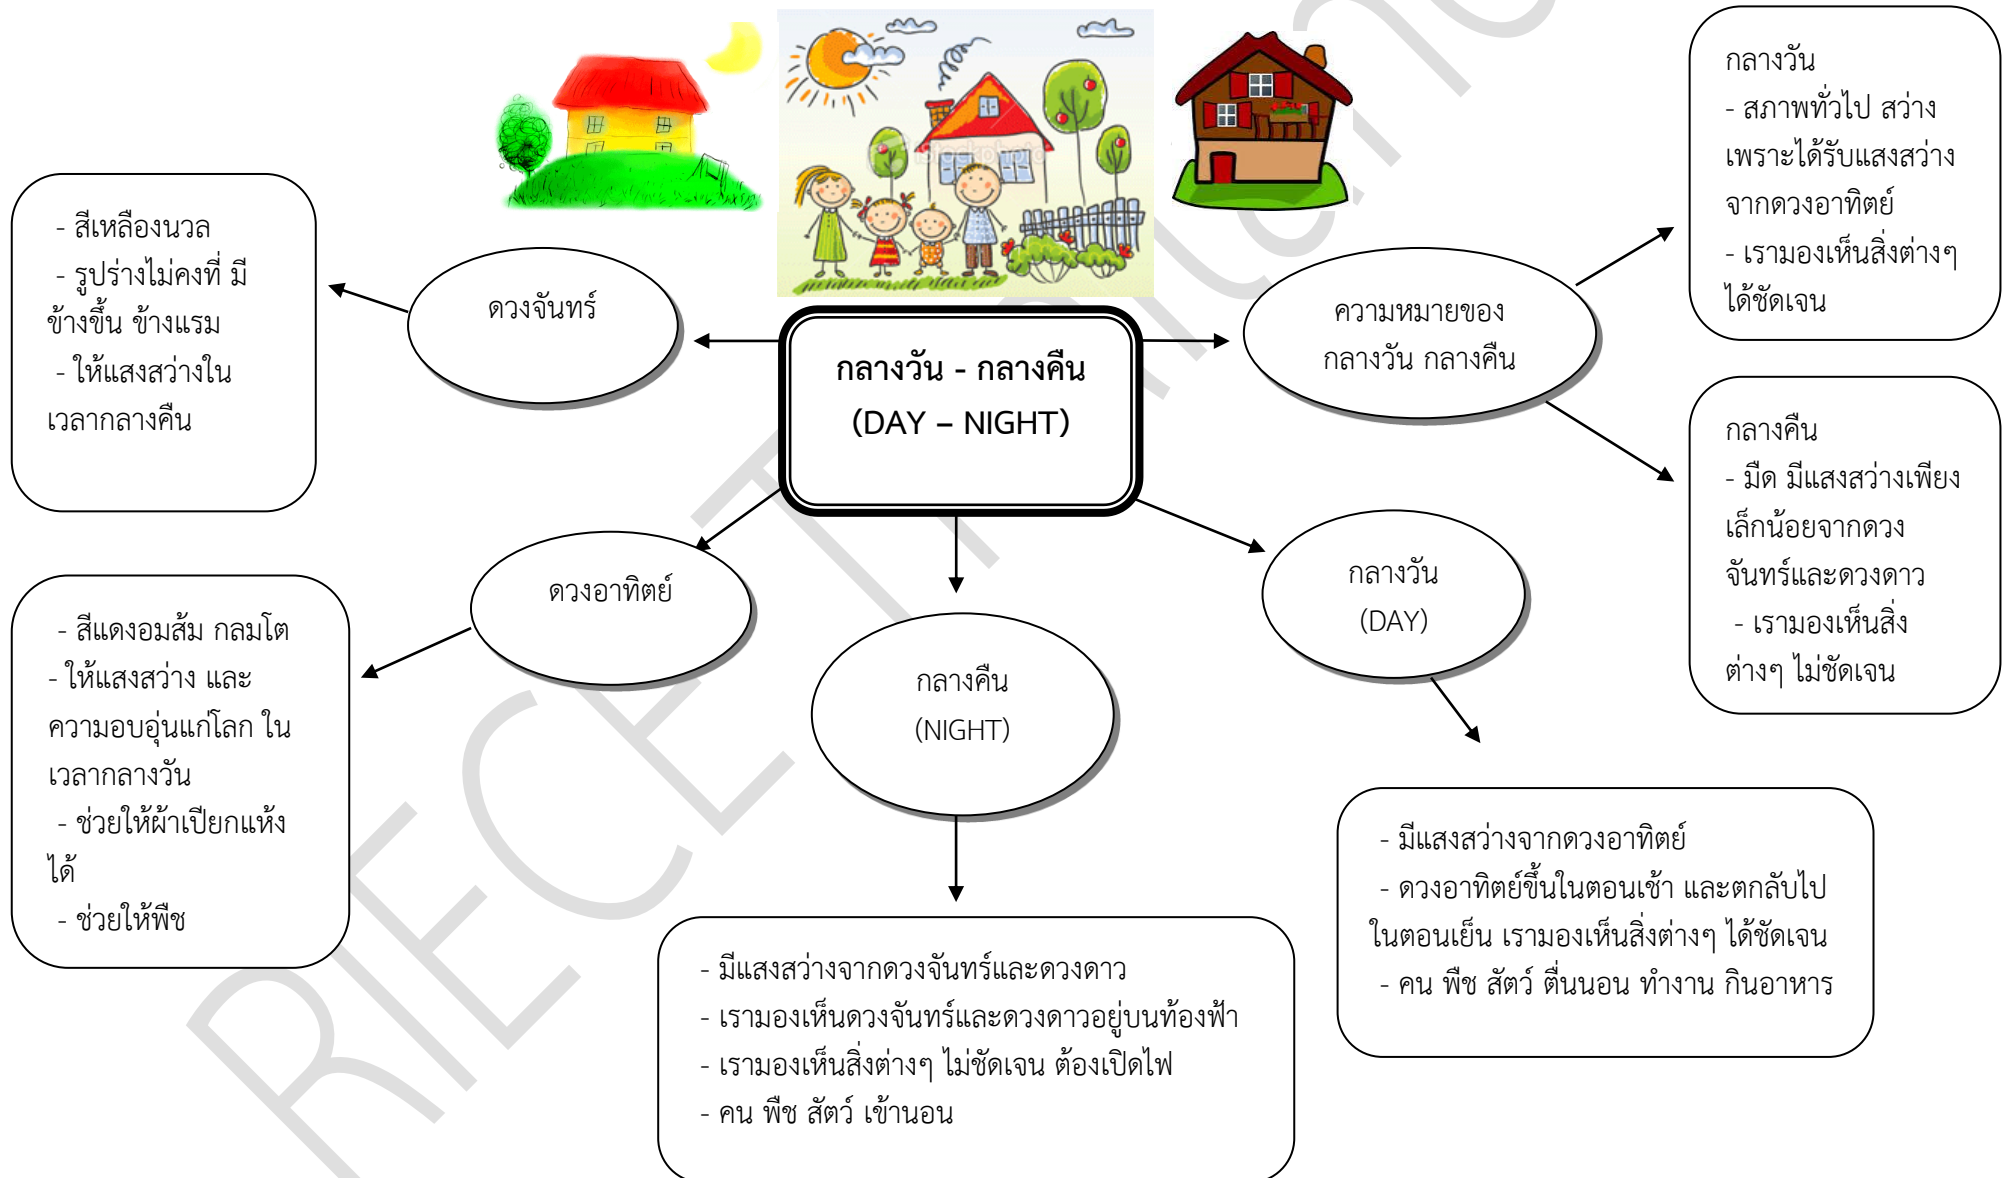 กลางวัน - กลางคืน
(DAY – NIGHT)
ความหมายของ
กลางวัน กลางคืน
กลางวัน
- สภาพทั่วไป สว่าง
เพราะได้รับแสงสว่าง
จากดวงอาทิตย์
- เรามองเห็นสิ่งต่างๆ
ได้ชัดเจน
กลางคืน
- มืด มีแสงสว่างเพียง
เล็กน้อยจากดวง
จันทร์และดวงดาว
- เรามองเห็นสิ่ง
ต่างๆ ไม่ชัดเจน
กลางวัน
(DAY)
- มีแสงสว่างจากดวงอาทิตย์
- ดวงอาทิตย์ขึ้นในตอนเช้า และตกลับไป
ในตอนเย็น เรามองเห็นสิ่งต่างๆ ได้ชัดเจน
- คน พืช สัตว์ ตื่นนอน ทำงาน กินอาหาร
กลางคืน
(NIGHT)
- มีแสงสว่างจากดวงจันทร์และดวงดาว
- เรามองเห็นดวงจันทร์และดวงดาวอยู่บนท้องฟ้า
- เรามองเห็นสิ่งต่างๆ ไม่ชัดเจน ต้องเปิดไฟ
- คน พืช สัตว์ เข้านอน
ดวงอาทิตย์
- สีแดงอมส้ม กลมโต
- ให้แสงสว่าง และ
ความอบอุ่นแก่โลก ใน
เวลากลางวัน
- ช่วยให้ผ้าเปียกแห้ง
ได้
- ช่วยให้พืช
ดวงจันทร์
- สีเหลืองนวล
- รูปร่างไม่คงที่ มี
ข้างขึ้น ข้างแรม
- ให้แสงสว่างใน
เวลากลางคืน
iStockphoto